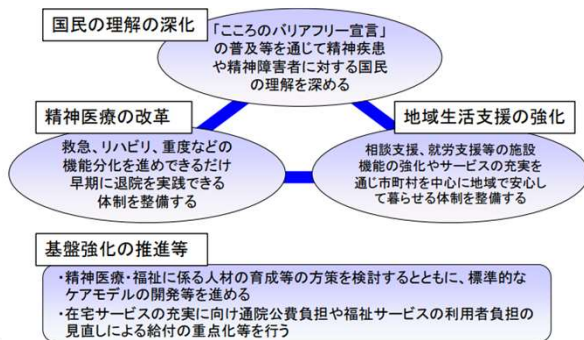 国民の理解の深化
「こころのバリアフリー宣言」
の普及等を通じて精神疾患
や精神障害者に対する国民
の理解を深める
精神医療の改革
救急、リハビリ、重度などの
機能分化を進めできるだけ
早期に退院を実践できる
体制を整備する
地域生活支援の強化
相談支援、就労支援等の施設
機能の強化やサービスの充実を
通じ市町村を中心に地域で安心し
て暮らせる体制を整備する
基盤強化の推進等
・精神医療・福祉に係る人材の育成等の方策を検討するとともに、標準的な
ケアモデルの開発等を進める
・在宅サービスの充実に向け通院公費負担や福祉サービスの利用者負担の
見直しによる給付の重点化等を行う